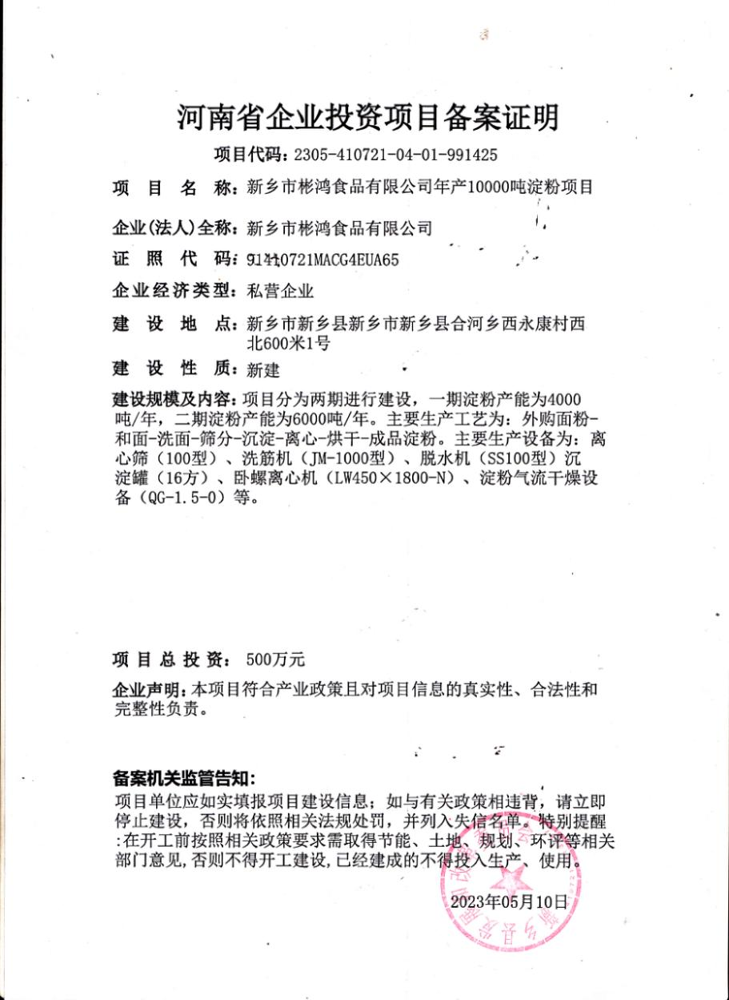 河南省企业投资项目备案证明
项目代码：2305-410721-04-01-991425
项目名称：新乡市彬鸿食品有限公司年产10000吨淀粉项目
企业(法人)全称：新乡市彬鸿食品有限公司
证照代码：91410721MACG4EUA65
企业经济类型：私营企业
建设地点：新乡市新乡县新乡市新乡县合河乡西永康村西
北600米1号
建设性质：新建
建设规模及内容：项目分为两期进行建设，一期淀粉产能为4000
吨/年，二期淀粉产能为6000吨/年。主要生产工艺为：外购面粉-
和面-洗面-筛分-沉淀-离心-烘干-成品淀粉。主要生产设备为：离
心筛（100型）、洗筋机（JM-1000型）、脱水机（SS100型）沉
淀罐（16方）、卧螺离心机（LW450×1800-N）、淀粉气流干燥设
备（QG-1.5-0）等。
项目总投资：500万元
企业声明：本项目符合产业政策且对项目信息的真实性、合法性和
完整性负责。
备案机关监管告知：
项目单位应如实填报项目建设信息；如与有关政策相违背，请立即
停止建设，否则将依照相关法规处罚，并列入失信名单。特别提醒
:在开工前按照相关政策要求需取得节能、土地、规划、环评等相关
部门意见,否则不得开工建设,已经建成的不得投入生产、使用。
新乡县发展和改革委员会
2023年05月10日